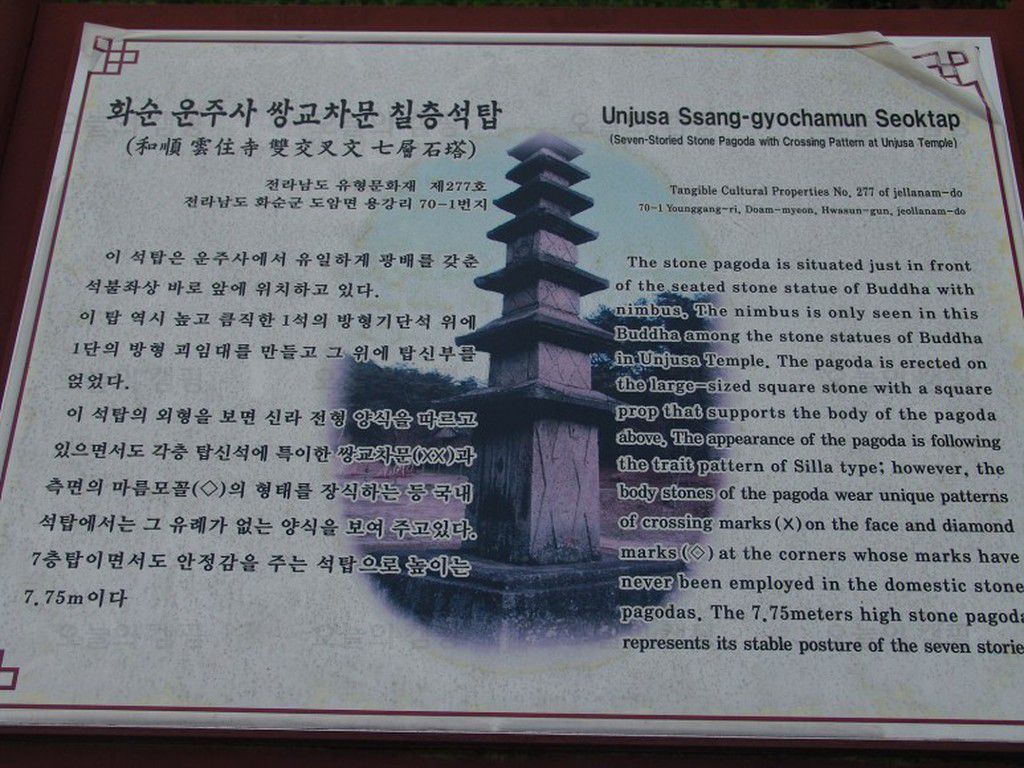 화순 운주사 쌍교차문 칠층석탑
(和順 雲住寺 雙交叉文 七層石塔)
전라남도 유형문화재 제277호
전라남도 화순군 도암면 용강리 70-1번지
이 석탑은 운주사에서 유일하게 광배를 갖춘
석불좌상 바로 앞에 위치하고 있다.
이 탑 역시 높고 큼직한 1석의 방형기단석 위에
1단의 방형 괴임대를 만들고 그 위에 탑신부를
얹었다.
이 석탑의 외형을 보면 신라 전형 양식을 따르고
있으면서도 각층 탑신석에 특이한 쌍교차문(XX)과
측면의 마름모꼴(◇)의 형태를 장식하는 등 국내
석탑에서는 그 유례가 없는 양식을 보여 주고있다.
7층탑이면서도 안정감을 주는 석탑으로 높이는
7.75m이다
Unjusa Ssang-gyochamun Seoktap
(Seven-Storied Stone Pagoda with Crossing Pattern at Unjusa Temple)
Tangible Cultural Properties No. 277 of jellanam-do
70-1 Younggang-ri, Doam-myeon, Hwasun-gun, jeollanam-do
The stone pagoda is situated just in front
of the seated stone statue of Buddha with
nimbus. The nimbus is only seen in this
Buddha among the stone statues of Buddha
in Unjusa Temple. The pagoda is erected on
the large-sized square stone with a square
prop that supports the body of the pagoda
above. The appearance of the pagoda is following
the trait pattern of Silla type; however, the
body stones of the pagoda wear unique patterns
of crossing marks(X)on the face and diamond
marks(◇) at the corners whose marks have
never been employed in the domestic stone
pagodas. The 7.75meters high stone pagoda
represents its stable posture of the seven storie